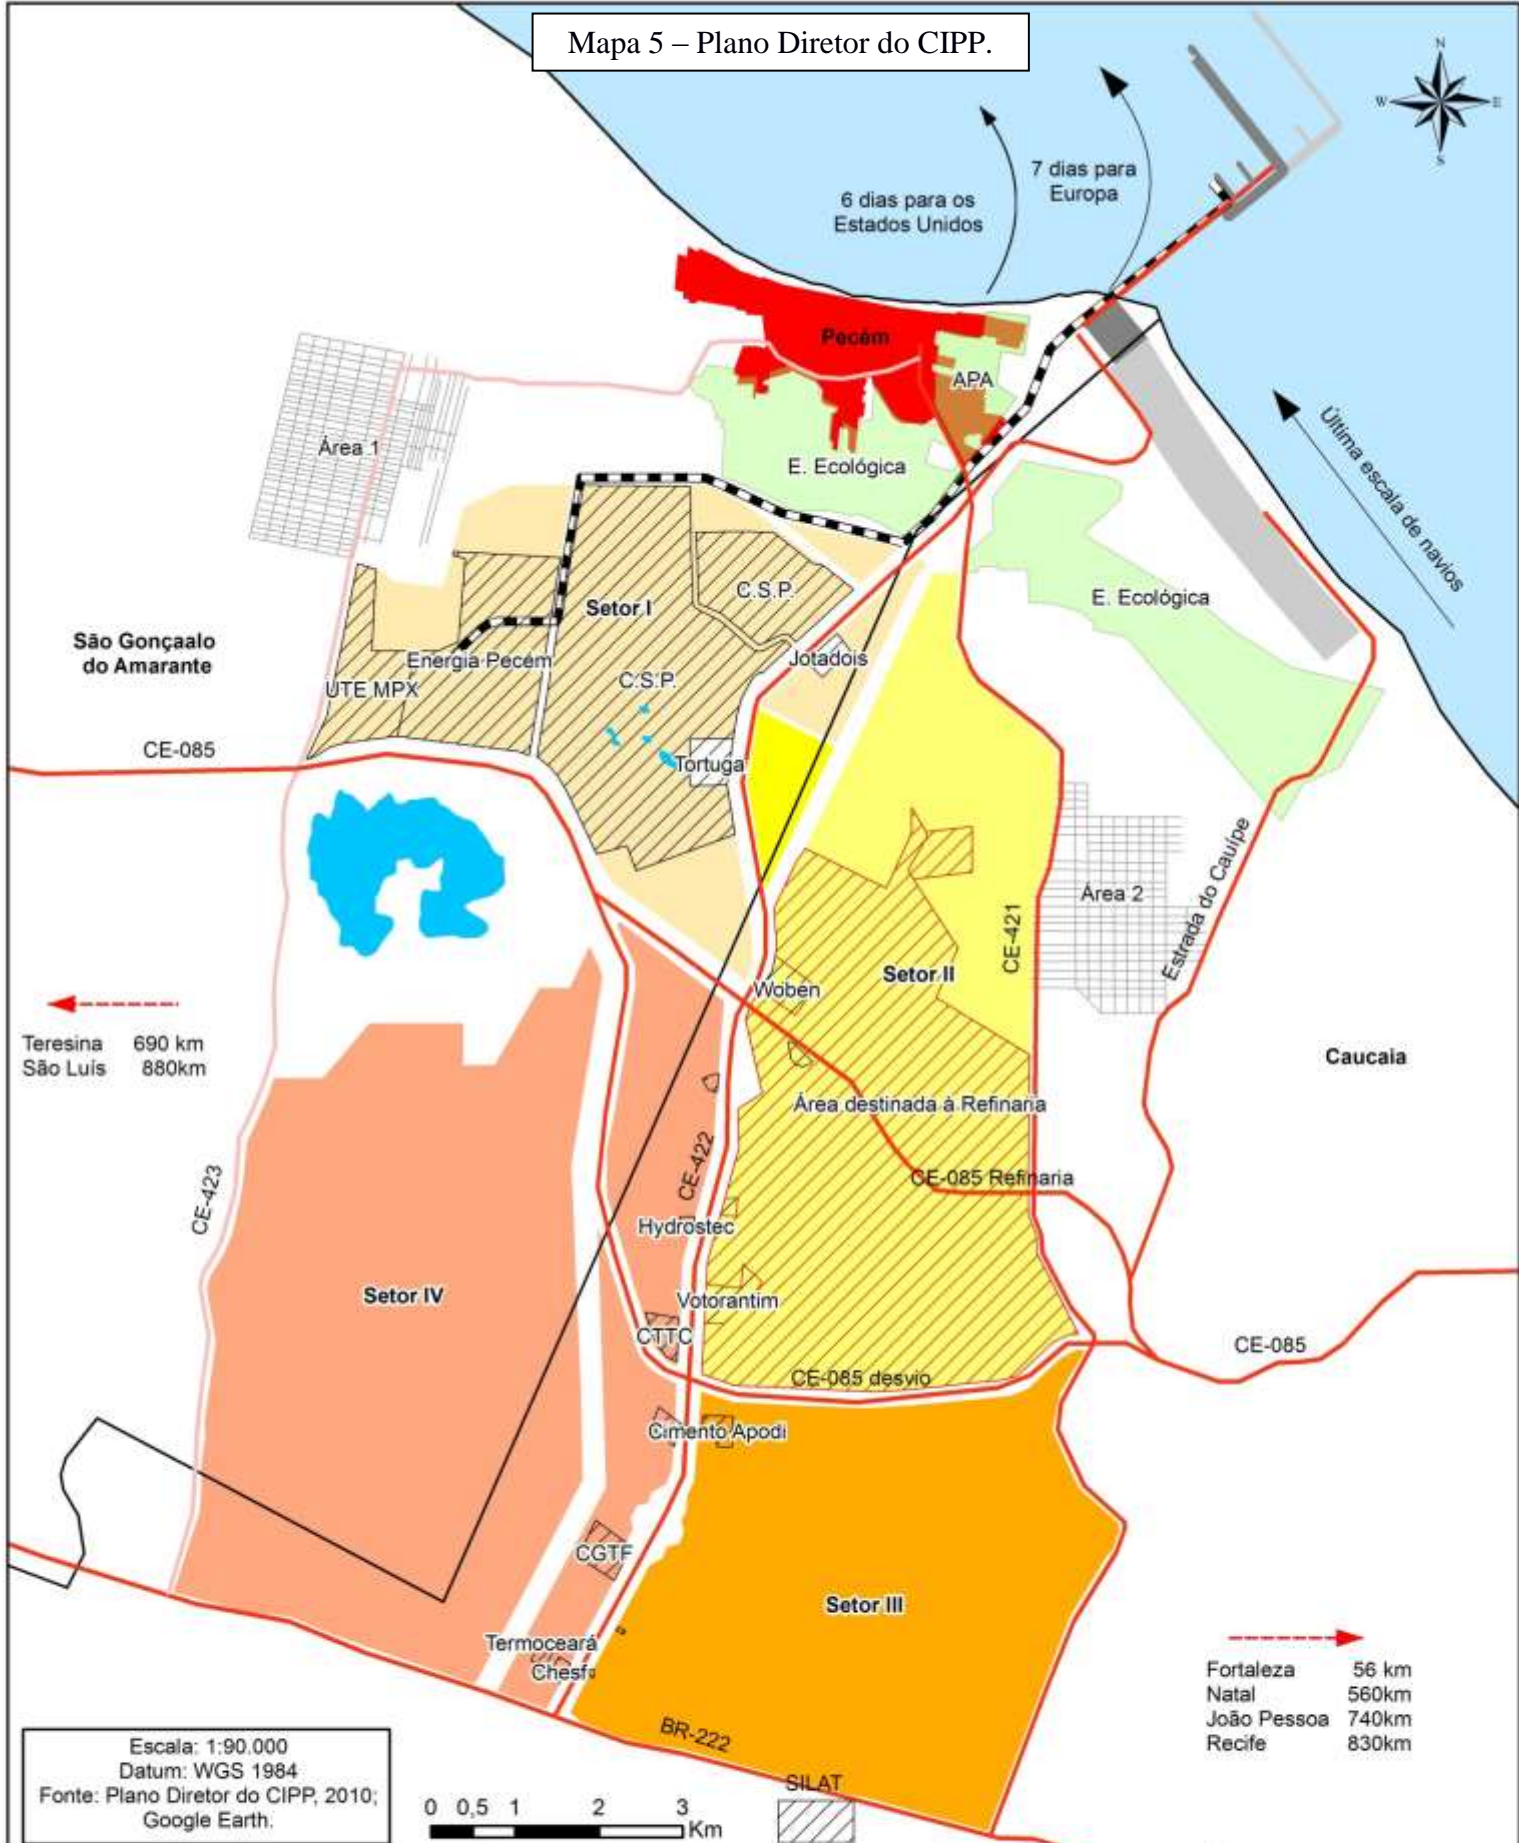 Mapa 5 – Plano Diretor do CIPP.
N
W
E
S
7 dias para
Europa
6 dias para os
Estados Unidos
Pecém
APA
Última escala de navios
Área 1
E. Ecológica
E. Ecológica
C.S.P.
Setor I
São Gonçaalo
do Amarante
Energia Pecém
Jotadois
C.S.P.
UTE MPX
CE-085
Tortuga
Estrada do Cauípe
Área 2
CE-421
Setor II
Woben
Teresina 690 km
São Luís 880km
Caucaia
Área destinada à Refinaria
CE-422
CE-423
CE-085 Refinaria
Hydrostec
Setor IV
Votorantim
CTTC
CE-085
CE-085 desvio
Cimento Apodi
CGTF
Setor III
Termoceará
Chesf
Fortaleza 56 km
Natal 560km
João Pessoa 740km
Recife 830km
BR-222
Escala: 1:90.000
Datum: WGS 1984
Fonte: Plano Diretor do CIPP, 2010;
Google Earth.
0 0,5 1 2 3
Km
SILAT